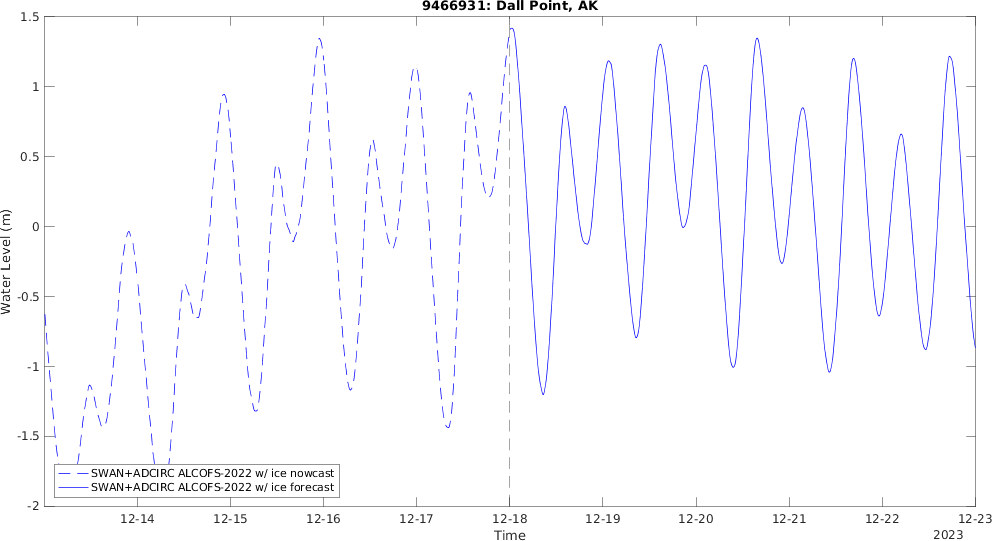 9466931: Dall Point, AK
1.5
1
0.5
0
-0.5
-1
-1.5
-2
Water Level (m)
SWAN+ADCIRC ALCOFS-2022 w/ ice nowcast
SWAN+ADCIRC ALCOFS-2022 w/ ice forecast
12-14 12-15 12-16 12-17 12-18 12-19 12-20 12-21 12-22 12-23
Time
2023